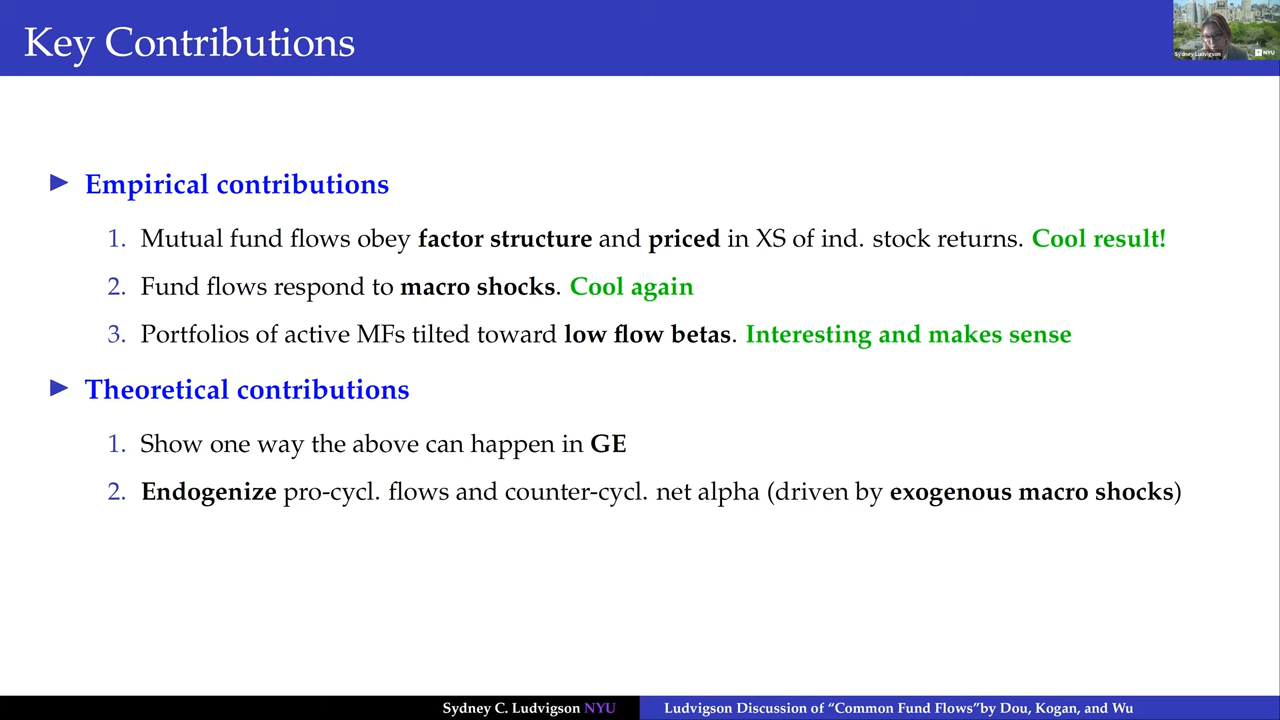 Key Contributions
Sydney Ludvigson
NYU
▶ Empirical contributions
1. Mutual fund flows obey factor structure and priced in XS of ind. stock returns. Cool result!
2. Fund flows respond to macro shocks. Cool again
3. Portfolios of active MFs tilted toward low flow betas. Interesting and makes sense
▶ Theoretical contributions
1. Show one way the above can happen in GE
2. Endogenize pro-cycl. flows and counter-cycl. net alpha (driven by exogenous macro shocks)
Sydney C. Ludvigson NYU
Ludvigson Discussion of “Common Fund Flows”by Dou, Kogan, and Wu